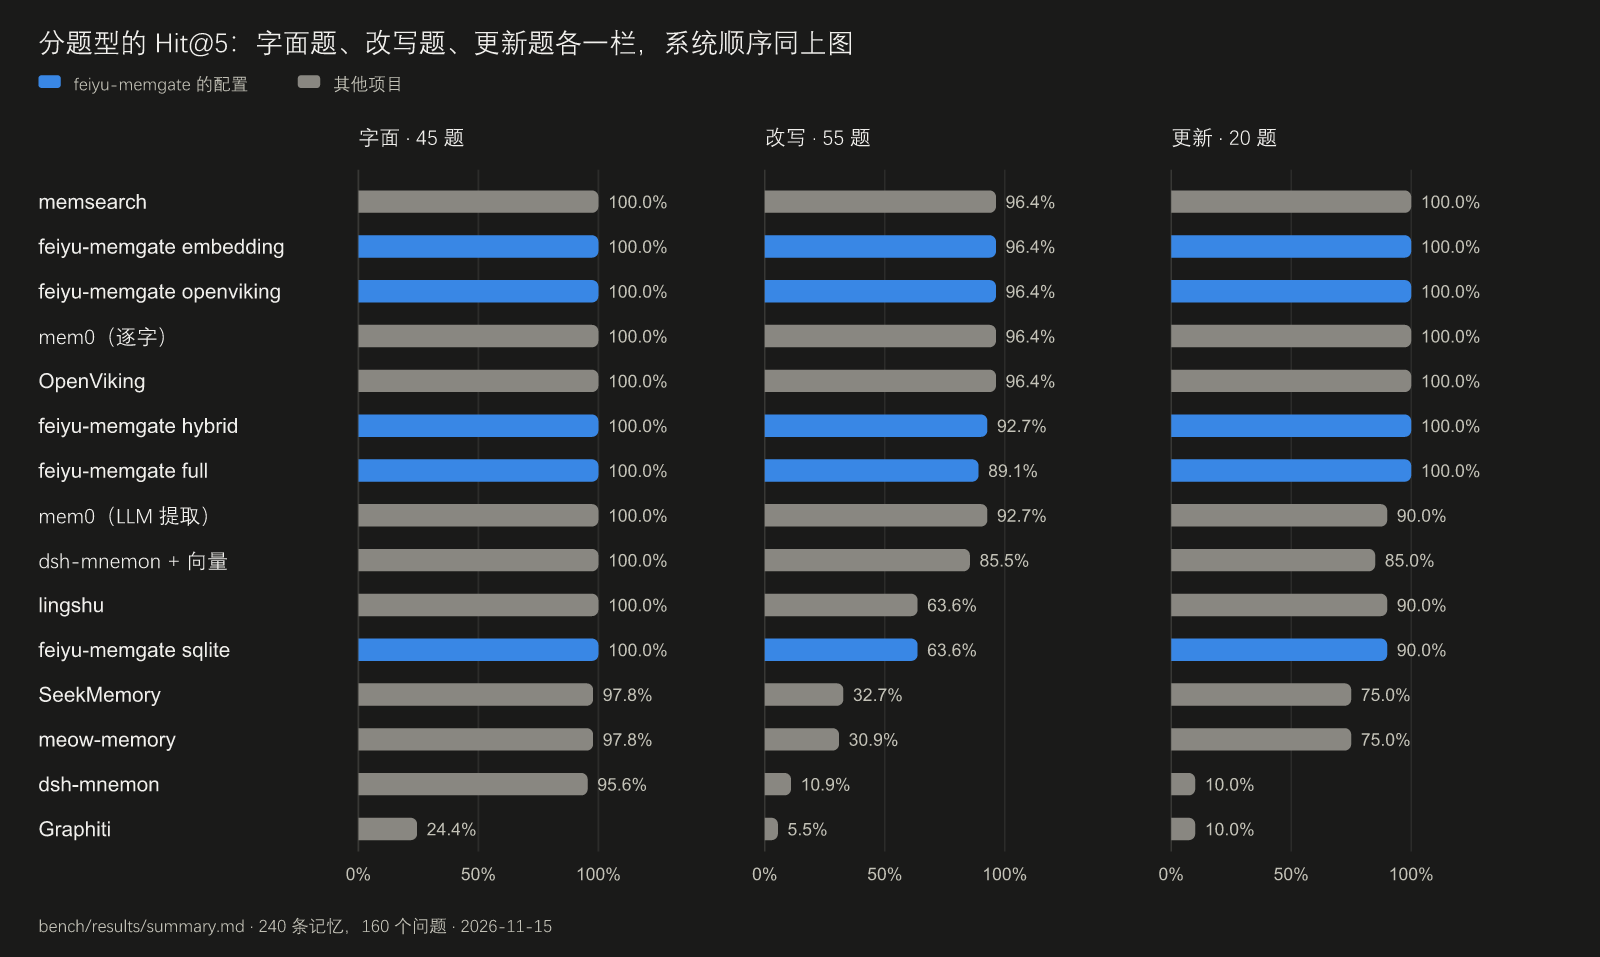 分题型的 Hit@5：字面题、改写题、更新题各一栏，系统顺序同上图
feiyu-memgate 的配置 其他项目
字面 · 45 题 改写 · 55 题 更新 · 20 题
memsearch 100.0% 96.4% 100.0%
feiyu-memgate embedding 100.0% 96.4% 100.0%
feiyu-memgate openviking 100.0% 96.4% 100.0%
mem0（逐字） 100.0% 96.4% 100.0%
OpenViking 100.0% 96.4% 100.0%
feiyu-memgate hybrid 100.0% 92.7% 100.0%
feiyu-memgate full 100.0% 89.1% 100.0%
mem0（LLM 提取） 100.0% 92.7% 90.0%
dsh-mnemon + 向量 100.0% 85.5% 85.0%
lingshu 100.0% 63.6% 90.0%
feiyu-memgate sqlite 100.0% 63.6% 90.0%
SeekMemory 97.8% 32.7% 75.0%
meow-memory 97.8% 30.9% 75.0%
dsh-mnemon 95.6% 10.9% 10.0%
Graphiti 24.4% 5.5% 10.0%
0% 50% 100% 0% 50% 100% 0% 50% 100%
bench/results/summary.md · 240 条记忆，160 个问题 · 2026-11-15